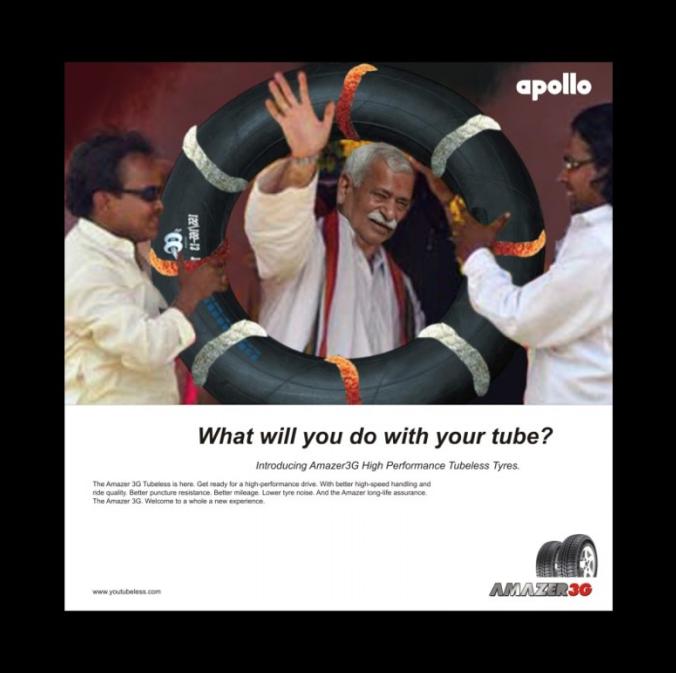 apollo
What will you do with your tube?
Introducing Amazer3G High Performance Tubeless Tyres.
The Amazer 3G Tubeless is here. Get ready for a high-performance drive. With better high-speed handling and
ride quality. Better puncture resistance. Better mileage. Lower tyre noise. And the Amazer long-life assurance.
The Amazer 3G. Welcome to a whole a new experience.
www.youtubeless.com
AMAZER3G